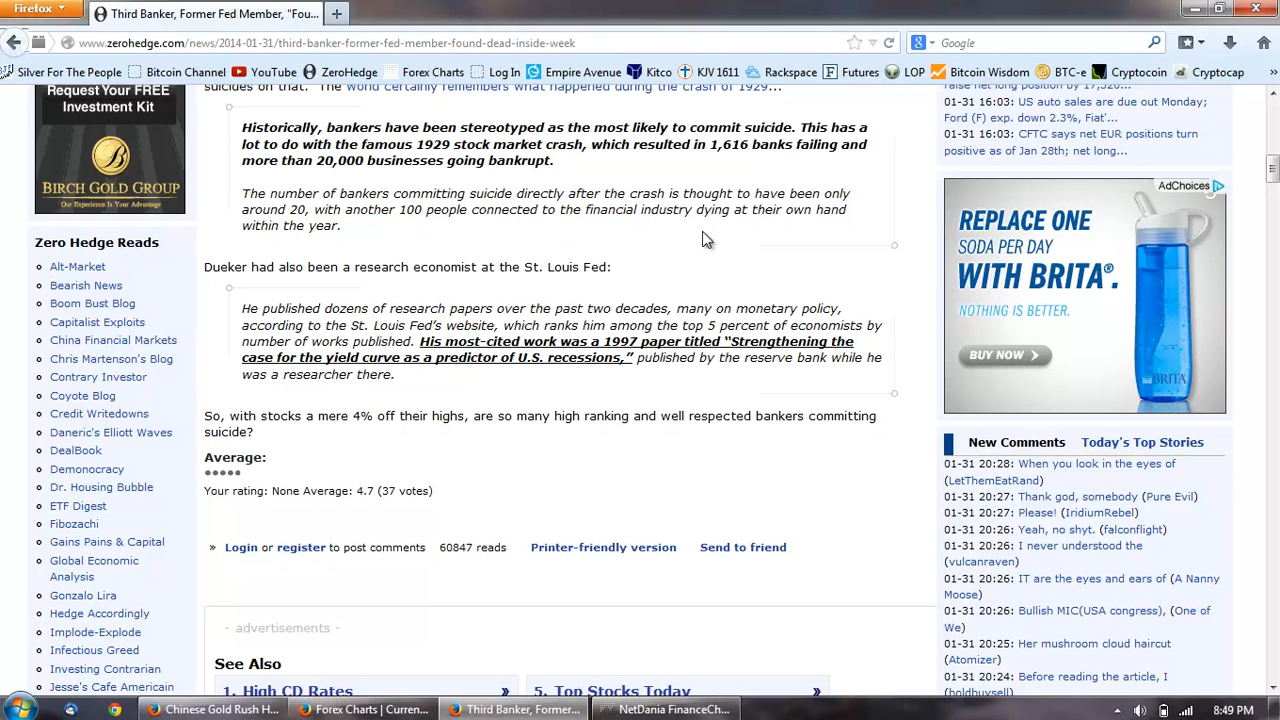 Firefox
Third Banker, Former Fed Member, "Fou...
www.zerohedge.com/news/2014-01-31/third-banker-former-fed-member-found-dead-inside-week
Google
Silver For The People
Bitcoin Channel
YouTube
ZeroHedge
Forex Charts
Log In
Empire Avenue
Kitco
KJV 1611
Rackspace
Futures
LOP
Bitcoin Wisdom
BTC-e
Cryptocoin
Cryptocap
»
Request Your FREE
Investment Kit
BIRCH GOLD GROUP
Our Experience Is Your Advantage
Zero Hedge Reads
Alt-Market
Bearish News
Boom Bust Blog
Capitalist Exploits
China Financial Markets
Chris Martenson's Blog
Contrary Investor
Coyote Blog
Credit Writedowns
Daneric's Elliott Waves
DealBook
Demonocracy
Dr. Housing Bubble
ETF Digest
Fibozachi
Gains Pains & Capital
Global Economic
Analysis
Gonzalo Lira
Hedge Accordingly
Implode-Explode
Infectious Greed
Investing Contrarian
Jesse's Cafe Americain
suicides on that. The world certainly remembers what happened during the crash of 1929...
Historically, bankers have been stereotyped as the most likely to commit suicide. This has a
lot to do with the famous 1929 stock market crash, which resulted in 1,616 banks failing and
more than 20,000 businesses going bankrupt.
The number of bankers committing suicide directly after the crash is thought to have been only
around 20, with another 100 people connected to the financial industry dying at their own hand
within the year.
Dueker had also been a research economist at the St. Louis Fed:
He published dozens of research papers over the past two decades, many on monetary policy,
according to the St. Louis Fed's website, which ranks him among the top 5 percent of economists by
number of works published. His most-cited work was a 1997 paper titled “Strengthening the
case for the yield curve as a predictor of U.S. recessions,” published by the reserve bank while he
was a researcher there.
So, with stocks a mere 4% off their highs, are so many high ranking and well respected bankers committing
suicide?
Average:
Your rating: None Average: 4.7 (37 votes)
» Login or register to post comments 60847 reads Printer-friendly version Send to friend
- advertisements -
See Also
1. High CD Rates »
5. Top Stocks Today »
false net long position by 17,320...
01-31 16:03: US auto sales are due out Monday;
Ford (F) exp. down 2.3%, Fiat'...
01-31 16:03: CFTC says net EUR positions turn
positive as of Jan 28th; net long...
AdChoices
REPLACE ONE
SODA PER DAY
WITH BRITA®.
NOTHING IS BETTER.
BUY NOW
BRITA
New Comments Today's Top Stories
01-31 20:28: When you look in the eyes of
(LetThemEatRand)
01-31 20:27: Thank god, somebody (Pure Evil)
01-31 20:27: Please! (IridiumRebel)
01-31 20:26: Yeah, no shyt. (falconflight)
01-31 20:26: I never understood the
(vulcanraven)
01-31 20:26: IT are the eyes and ears of (A Nanny
Moose)
01-31 20:26: Bullish MIC(USA congress), (One of
We)
01-31 20:25: Her mushroom cloud haircut
(Atomizer)
01-31 20:24: Before reading the article, I
(holdbuysell)
Chinese Gold Rush H...
Forex Charts | Curren...
Third Banker, Former...
NetDania FinanceCh...
8:49 PM